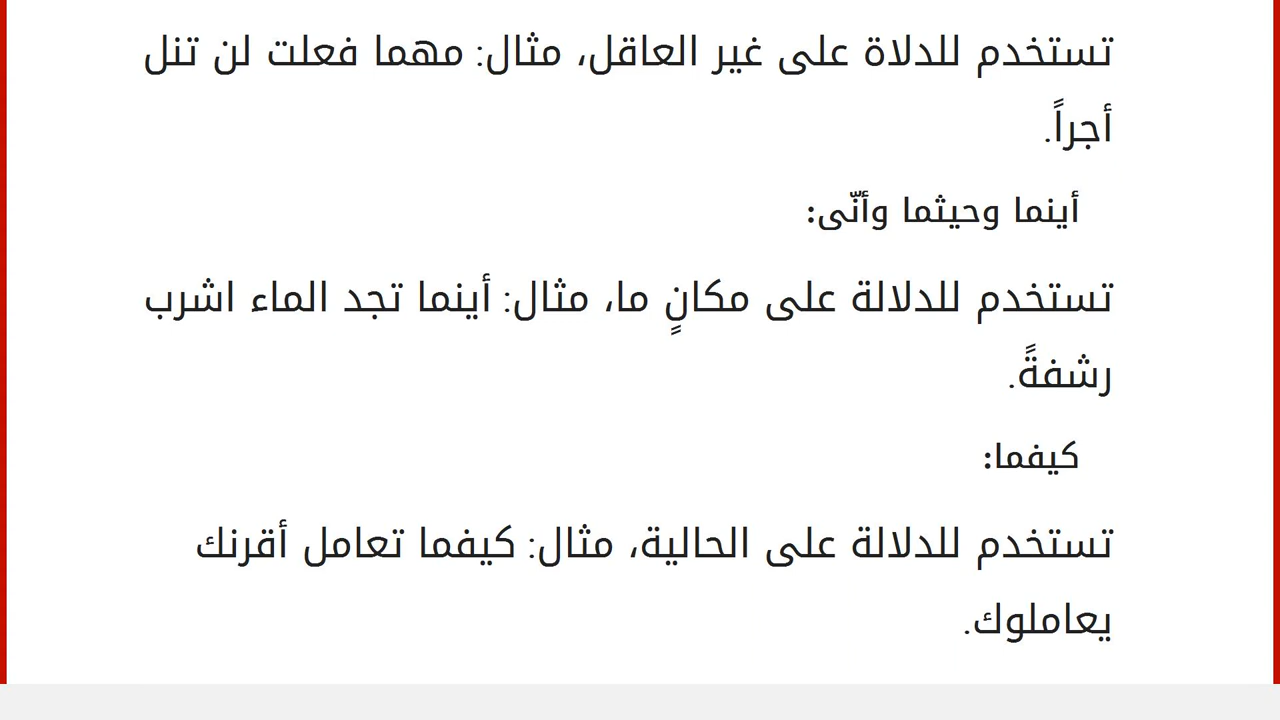 تستخدم للدلاة على غير العاقل، مثال: مهما فعلت لن تنل
أجراً.
أينما وحيثما وأنّى:
تستخدم للدلالة على مكانٍ ما، مثال: أينما تجد الماء اشرب
رشفةً.
كيفما:
تستخدم للدلالة على الحالية، مثال: كيفما تعامل أقرنك
يعاملوك.